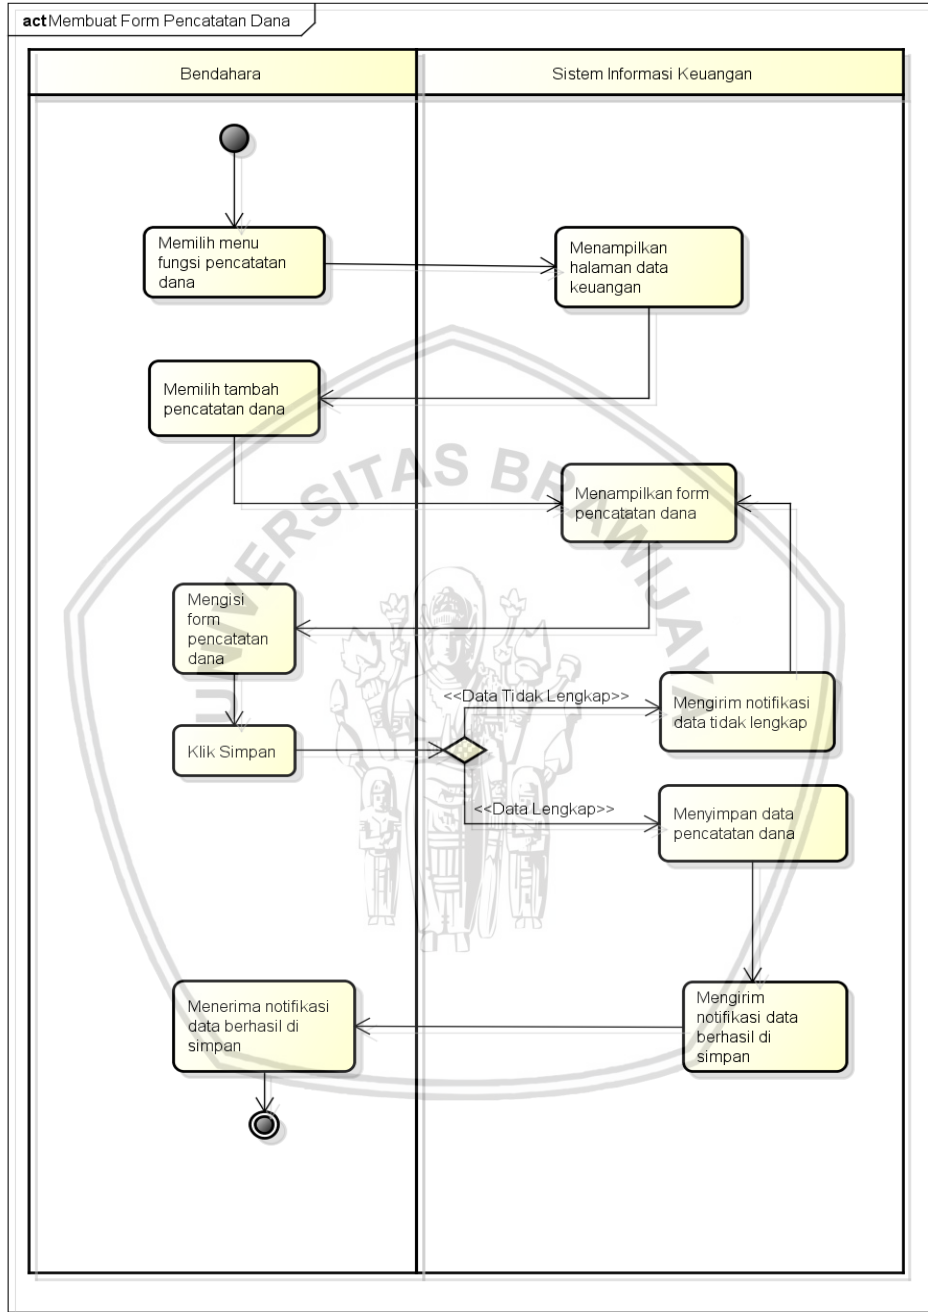 act Membuat Form Pencatatan Dana
Bendahara
Sistem Informasi Keuangan
Memilih menu
fungsi pencatatan
dana
Menampilkan
halaman data
keuangan
Memilih tambah
pencatatan dana
Menampilkan form
pencatatan dana
Mengisi
form
pencatatan
dana
Klik Simpan
<<Data Tidak Lengkap>>
Mengirim notifikasi
data tidak lengkap
<<Data Lengkap>>
Menyimpan data
pencatatan dana
Mengirim
notifikasi data
berhasil di
simpan
Menerima notifikasi
data berhasil di
simpan
UNIVERSITAS BRAWIJAYA